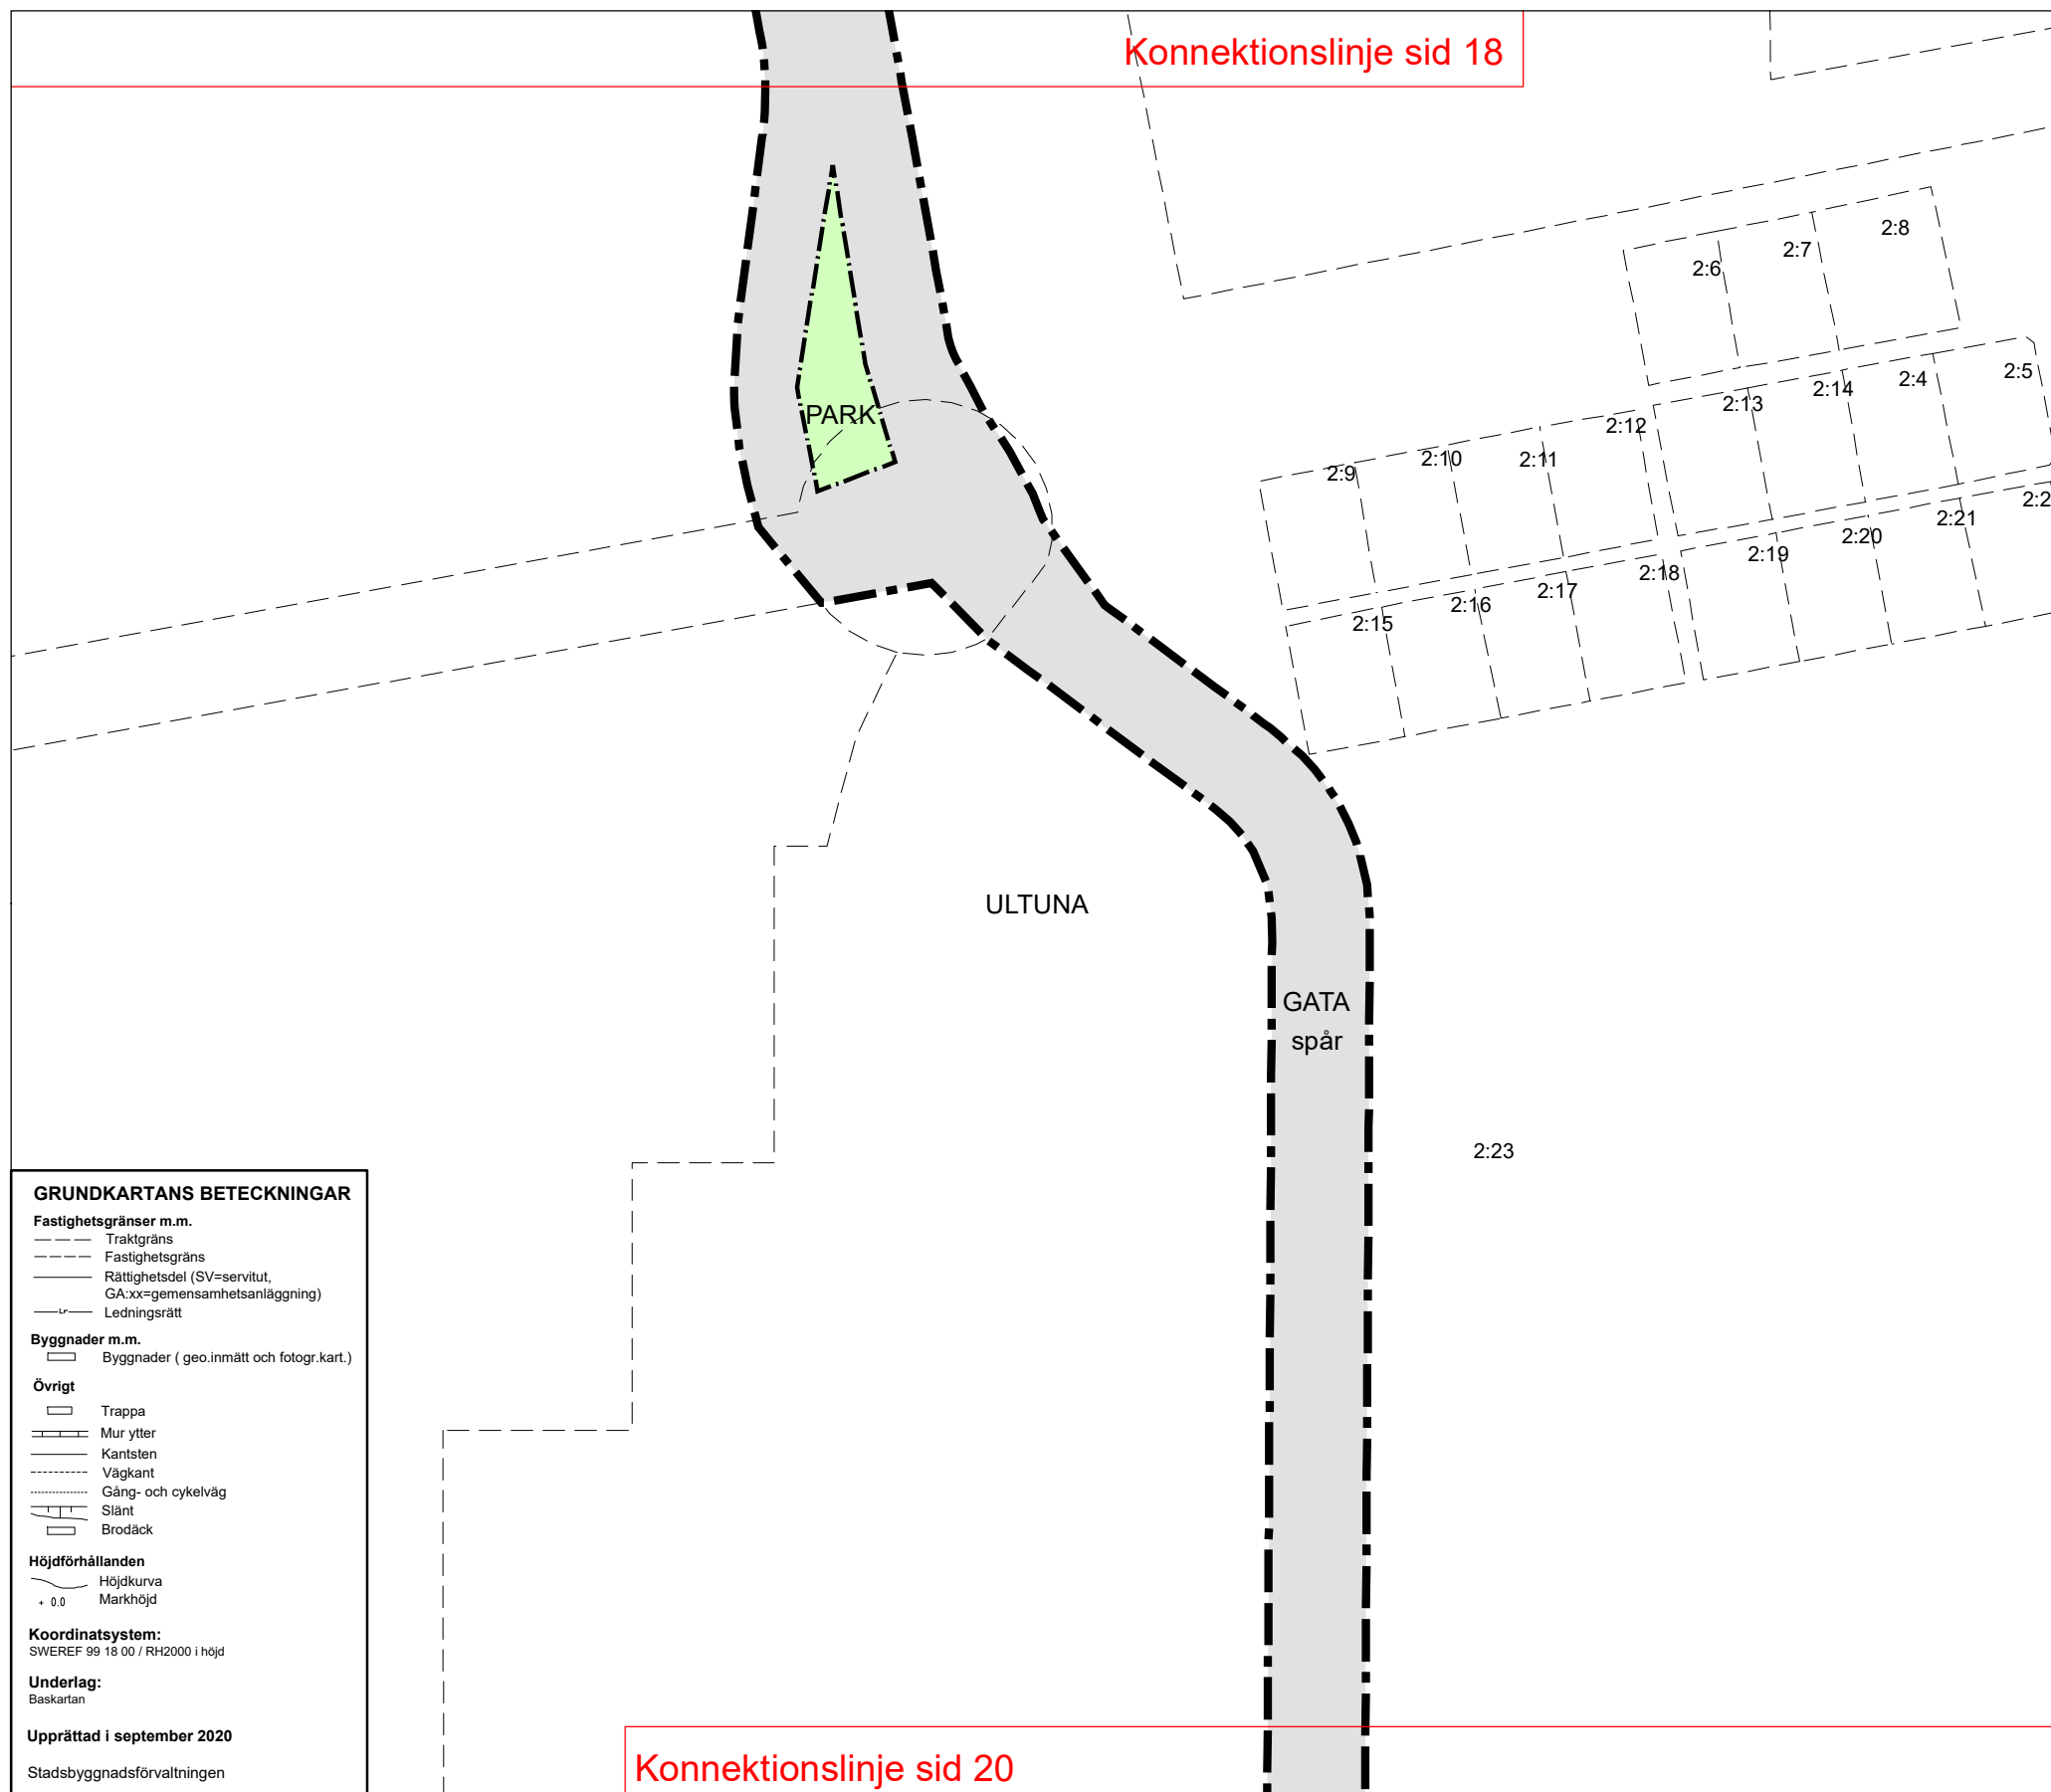 Konnektionslinje sid 18
2:8
2:7
2:6
2:5
2:4
2:14
2:13
2:12
2:11
2:10
2:9
PARK
2:2
2:21
2:20
2:19
2:18
2:17
2:16
2:15
ULTUNA
GATA
spår
2:23
GRUNDKARTANS BETECKNINGAR
Fastighetsgränser m.m.
Traktgräns
Fastighetsgräns
Rättighetsdel (SV=servitut,
GA:xx=gemensamhetsanläggning)
Lr Ledningsrätt
Byggnader m.m.
Byggnader ( geo.inmätt och fotogr.kart.)
Övrigt
Trappa
Mur ytter
Kantsten
Vägkant
Gång- och cykelväg
Slänt
Brodäck
Höjdförhållanden
Höjdkurva
+ 0.0 Markhöjd
Koordinatsystem:
SWEREF 99 18 00 / RH2000 i höjd
Underlag:
Baskartan
Upprättad i september 2020
Stadsbyggnadsförvaltningen
Konnektionslinje sid 20